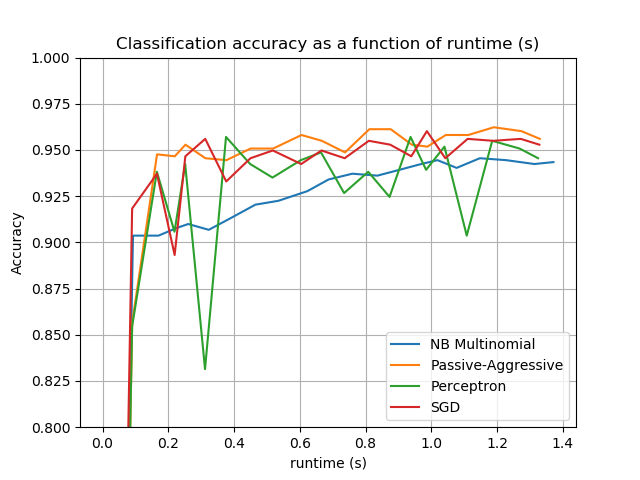 Classification accuracy as a function of runtime (s)
1.000
0.975
0.950
0.925
0.900
0.875
0.850
0.825
0.800
Accuracy
NB Multinomial
Passive-Aggressive
Perceptron
SGD
0.0 0.2 0.4 0.6 0.8 1.0 1.2 1.4
runtime (s)